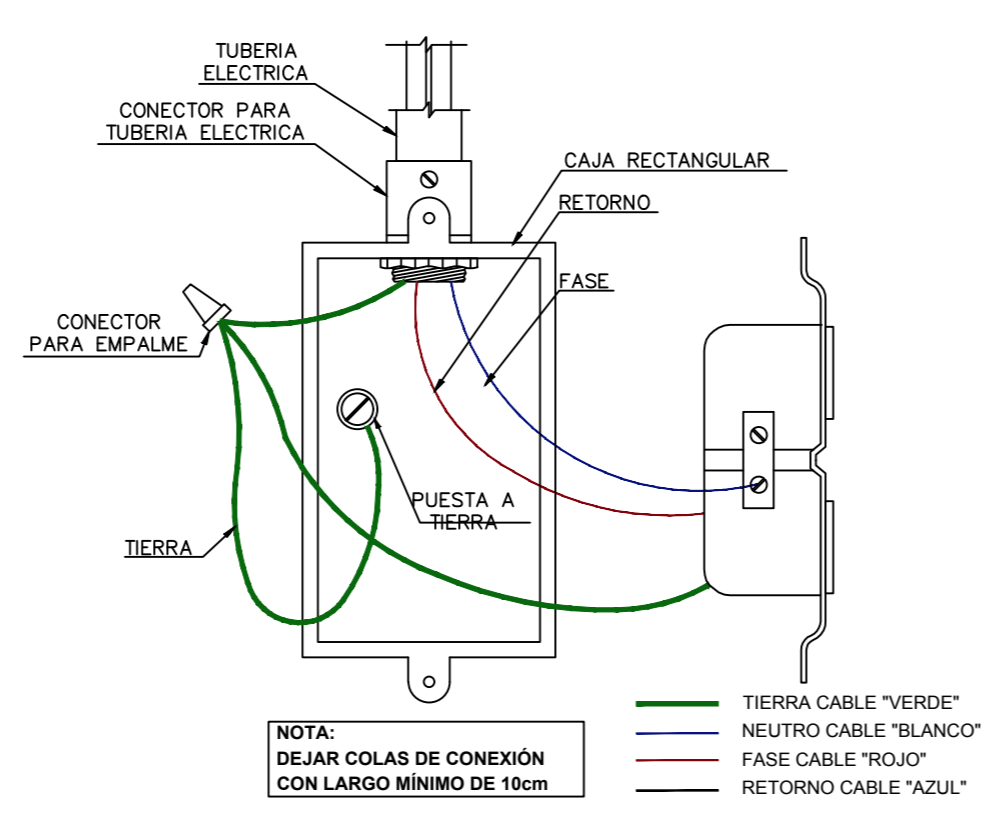 TUBERIA
ELECTRICA
CONECTOR PARA
TUBERIA ELECTRICA
CAJA RECTANGULAR
RETORNO
FASE
CONECTOR
PARA EMPALME
PUESTA A
TIERRA
TIERRA
NOTA:
DEJAR COLAS DE CONEXIÓN
CON LARGO MÍNIMO DE 10cm
TIERRA CABLE "VERDE"
NEUTRO CABLE "BLANCO"
FASE CABLE "ROJO"
RETORNO CABLE "AZUL"